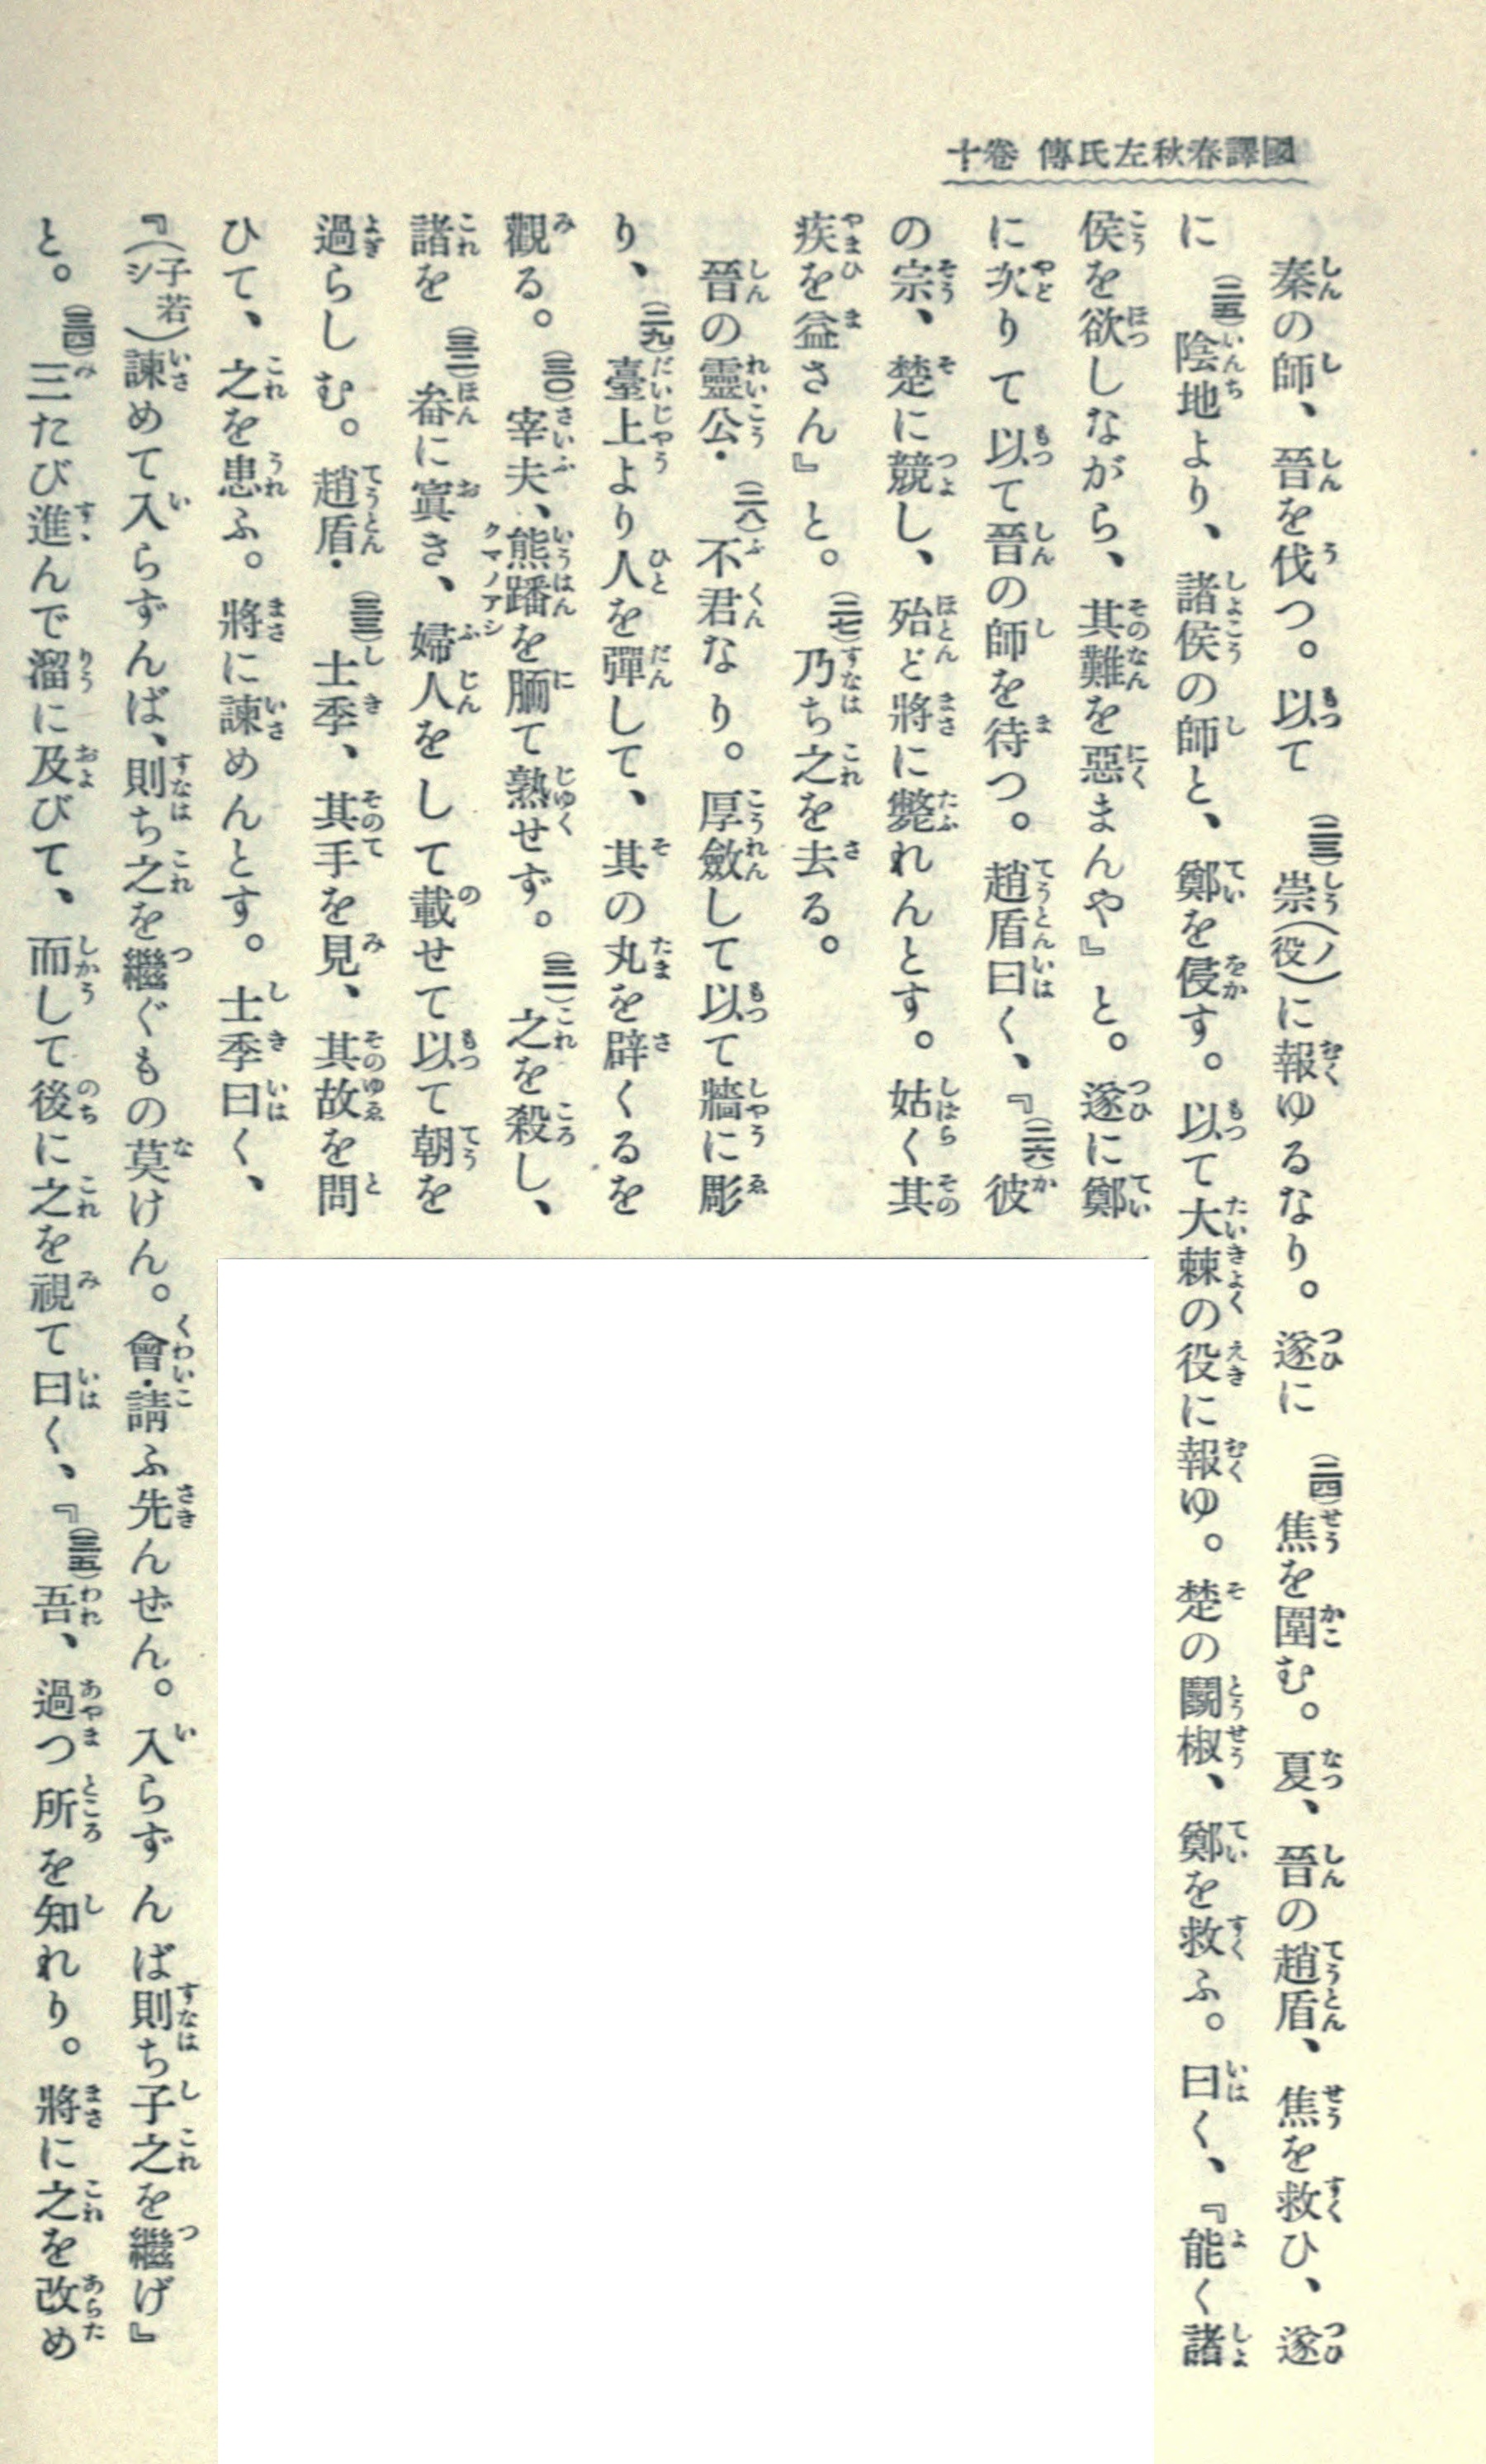 國譯春秋左氏傳 卷十
秦の師、晉を伐つ。以て(二三)崇(ノ役)に報ゆるなり。遂に(二四)焦を圍む。夏、晉の趙盾、焦を救ひ、遂
に(二五)陰地より、諸侯の師と、鄭を侵す。以て大棘の役に報ゆ。楚の鬭椒、鄭を救ふ。曰く、『能く諸
侯を欲しながら、其難を惡まんや』と。遂に鄭
に次りて以て晉の師を待つ。趙盾曰く、『(二六)彼
の宗、楚に競し、殆ど將に斃れんとす。姑く其
疾を益さん』と。(二七)乃ち之を去る。
晉の靈公・(二八)不君なり。厚斂して以て牆に彫
り、(二九)臺上より人を彈して、其の丸を辟くるを
觀る。(三〇)宰夫、熊蹯を胹て熟せず。(三一)之を殺し、
諸を(三二)畚に寘き、婦人をして載せて以て朝を
過らしむ。趙盾・(三三)士季、其手を見、其故を問
ひて、之を患ふ。將に諫めんとす。士季曰く、
『(子若シ)諫めて入らずんば、則ち之を繼ぐもの莫けん。會・請ふ先んぜん。入らずんば則ち子之を繼げ』
と。(三四)三たび進んで溜に及びて、而して後に之を視て曰く、『(三五)吾、過つ所を知れり。將に之を改め